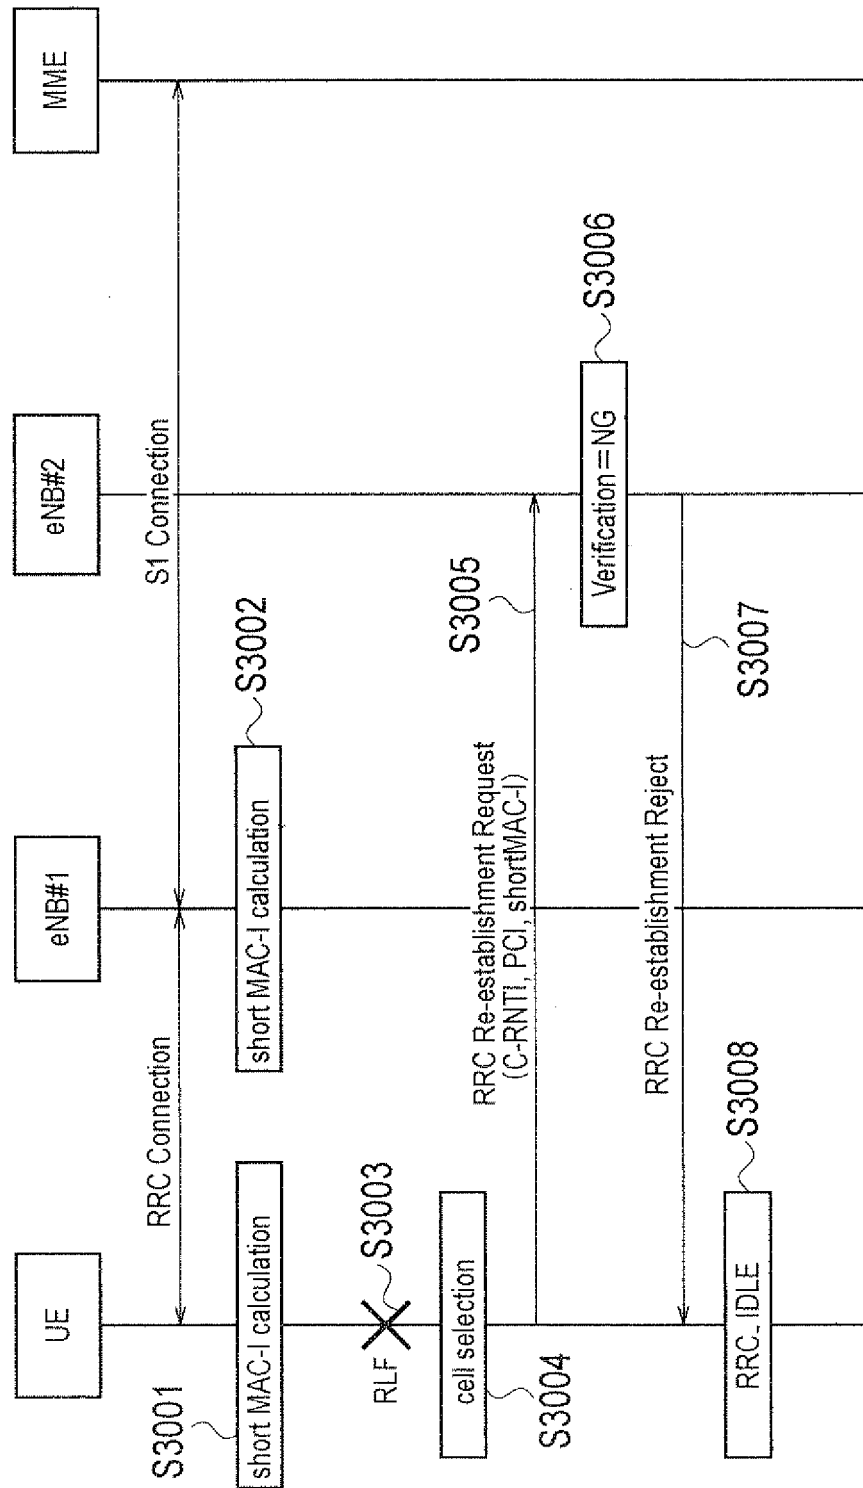 UE
eNB#1
eNB#2
MME
RRC Connection
S1 Connection
S3001
short MAC-I calculation
short MAC-I calculation
S3002
RLF
S3003
cell selection
S3004
RRC Re-establishment Request
(C-RNTI, PCI, shortMAC-I)
S3005
Verification=NG
S3006
RRC Re-establishment Reject
S3007
RRC_IDLE
S3008